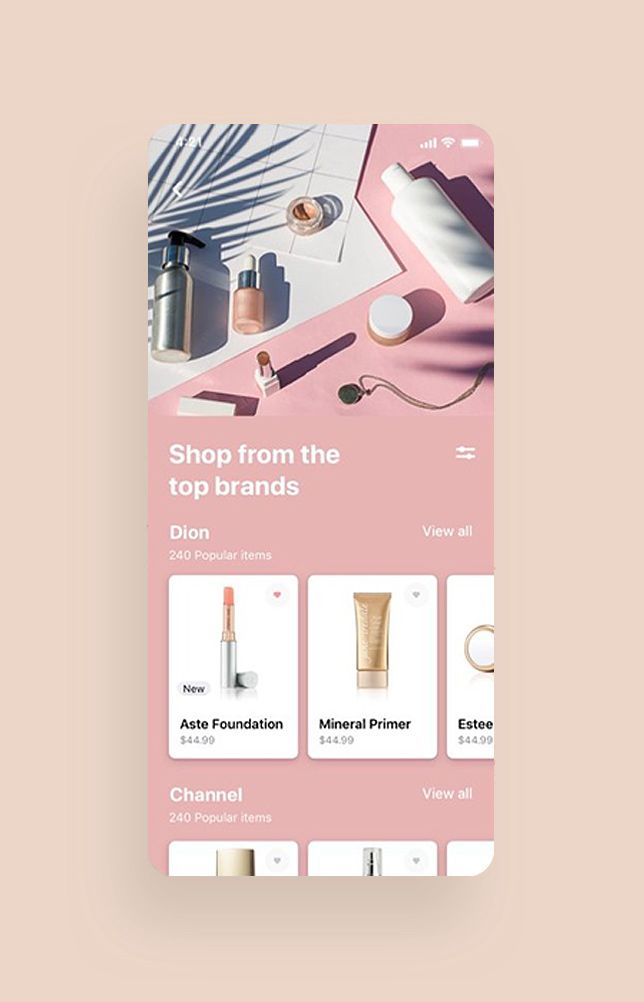 4:21
Shop from the
top brands
Dion
View all
240 Popular items
New
Aste Foundation
$44.99
Mineral Primer
$44.99
Estee
$44.99
Channel
View all
240 Popular items